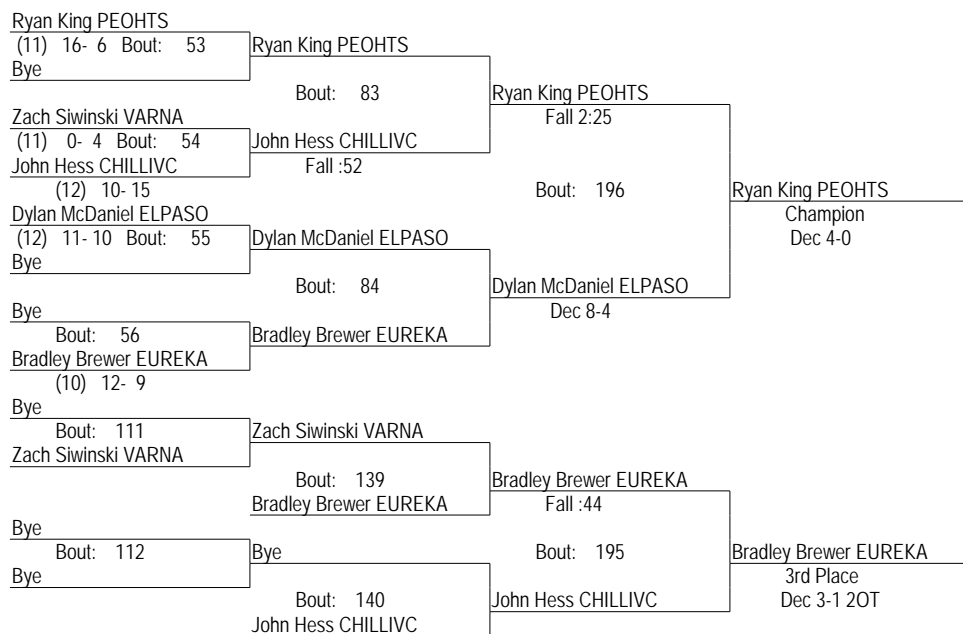 Ryan King PEOHTS
(11) 16- 6 Bout: 53
Ryan King PEOHTS
Bye
Bout: 83
Ryan King PEOHTS
Zach Siwinski VARNA
Fall 2:25
(11) 0- 4 Bout: 54
John Hess CHILLIVC
John Hess CHILLIVC
Fall :52
(12) 10- 15
Bout: 196
Ryan King PEOHTS
Dylan McDaniel ELPASO
Champion
(12) 11- 10 Bout: 55
Dylan McDaniel ELPASO
Dec 4-0
Bye
Bout: 84
Dylan McDaniel ELPASO
Bye
Dec 8-4
Bout: 56
Bradley Brewer EUREKA
Bradley Brewer EUREKA
(10) 12- 9
Bye
Bout: 111
Zach Siwinski VARNA
Zach Siwinski VARNA
Bout: 139
Bradley Brewer EUREKA
Bradley Brewer EUREKA
Fall :44
Bye
Bout: 112
Bye
Bout: 195
Bradley Brewer EUREKA
Bye
3rd Place
Bout: 140
John Hess CHILLIVC
Dec 3-1 2OT
John Hess CHILLIVC